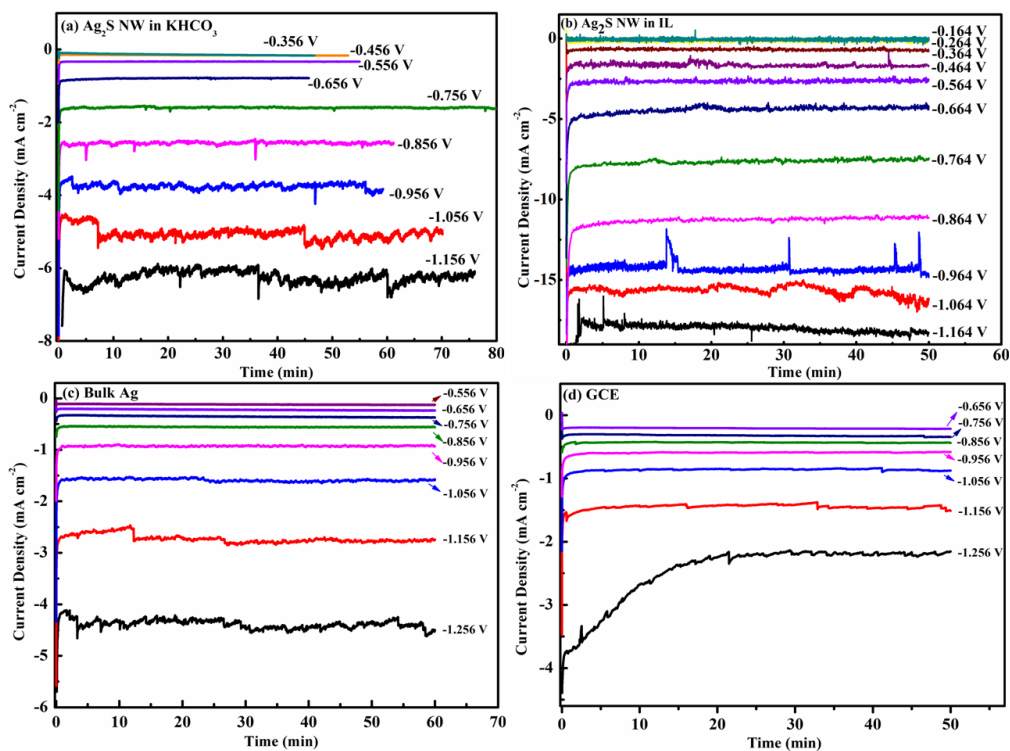 (a) Ag₂S NW in KHCO₃
0
-2
-4
-6
-8
-0.356 V
-0.456 V
-0.556 V
-0.656 V
-0.756 V
-0.856 V
-0.956 V
-1.056 V
-1.156 V
0 10 20 30 40 50 60 70 80
Time (min)
Current Density (mA cm⁻²)
(b) Ag₂S NW in IL
0
-5
-10
-15
-0.164 V
-0.264 V
-0.364 V
-0.464 V
-0.564 V
-0.664 V
-0.764 V
-0.864 V
-0.964 V
-1.064 V
-1.164 V
0 10 20 30 40 50 60
Time (min)
Current Density (mA cm⁻²)
(c) Bulk Ag
0
-1
-2
-3
-4
-5
-6
-0.556 V
-0.656 V
-0.756 V
-0.856 V
-0.956 V
-1.056 V
-1.156 V
-1.256 V
0 10 20 30 40 50 60 70
Time (min)
Current Density (mA cm⁻²)
(d) GCE
0
-1
-2
-3
-4
-0.656 V
-0.756 V
-0.856 V
-0.956 V
-1.056 V
-1.156 V
-1.256 V
0 10 20 30 40 50
Time (min)
Current Density (mA cm⁻²)